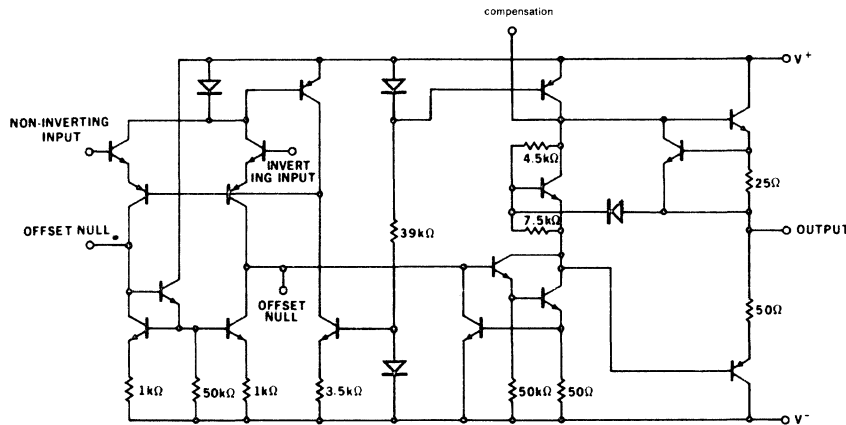 compensation
V+
NON-INVERTING
INPUT
INVERT
ING INPUT
4.5kΩ
25Ω
7.5kΩ
OFFSET NULL
39kΩ
OUTPUT
OFFSET
NULL
50Ω
1kΩ
50kΩ
1kΩ
3.5kΩ
50kΩ
50Ω
V-